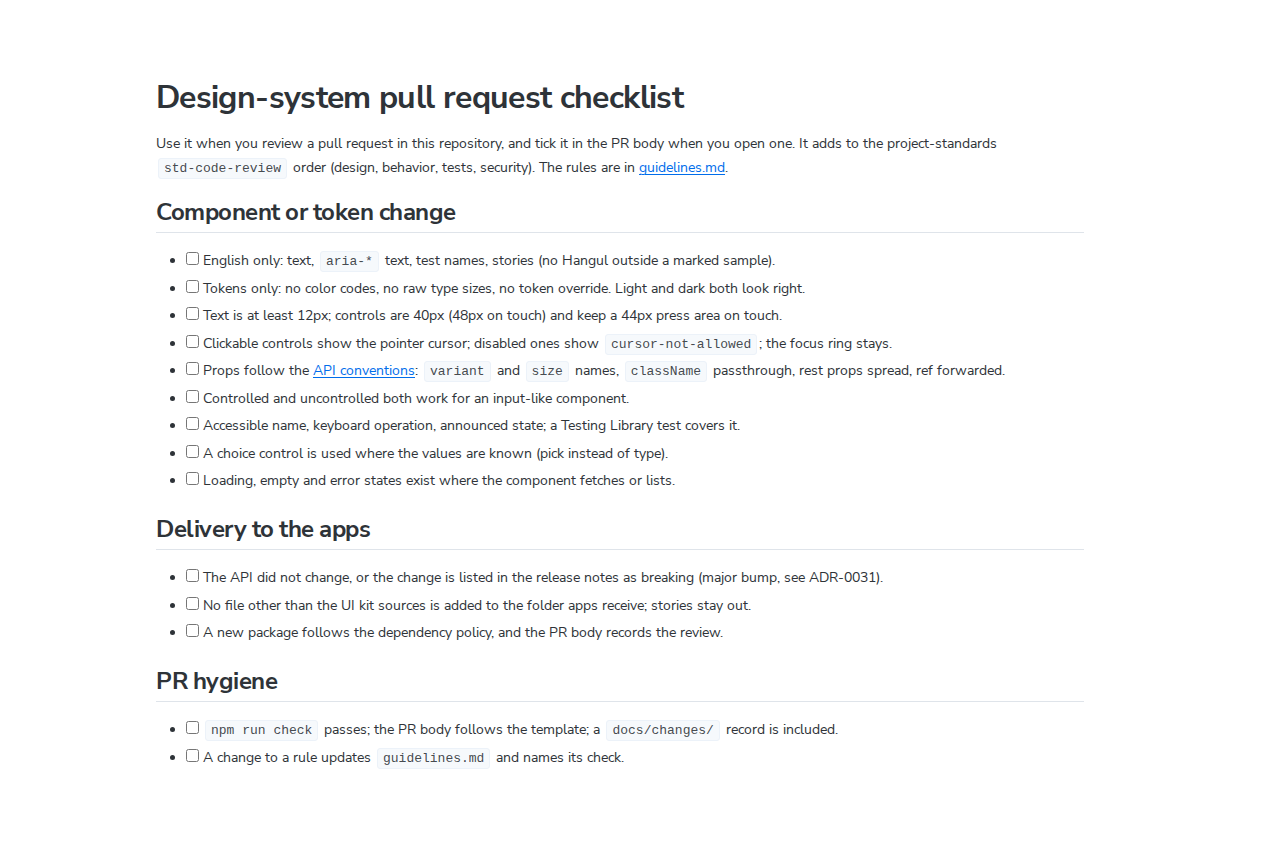 Design-system pull request checklist
Use it when you review a pull request in this repository, and tick it in the PR body when you open one. It adds to the project-standards
std-code-review order (design, behavior, tests, security). The rules are in guidelines.md.
Component or token change
English only: text, aria-* text, test names, stories (no Hangul outside a marked sample).
Tokens only: no color codes, no raw type sizes, no token override. Light and dark both look right.
Text is at least 12px; controls are 40px (48px on touch) and keep a 44px press area on touch.
Clickable controls show the pointer cursor; disabled ones show cursor-not-allowed; the focus ring stays.
Props follow the API conventions: variant and size names, className passthrough, rest props spread, ref forwarded.
Controlled and uncontrolled both work for an input-like component.
Accessible name, keyboard operation, announced state; a Testing Library test covers it.
A choice control is used where the values are known (pick instead of type).
Loading, empty and error states exist where the component fetches or lists.
Delivery to the apps
The API did not change, or the change is listed in the release notes as breaking (major bump, see ADR-0031).
No file other than the UI kit sources is added to the folder apps receive; stories stay out.
A new package follows the dependency policy, and the PR body records the review.
PR hygiene
npm run check passes; the PR body follows the template; a docs/changes/ record is included.
A change to a rule updates guidelines.md and names its check.